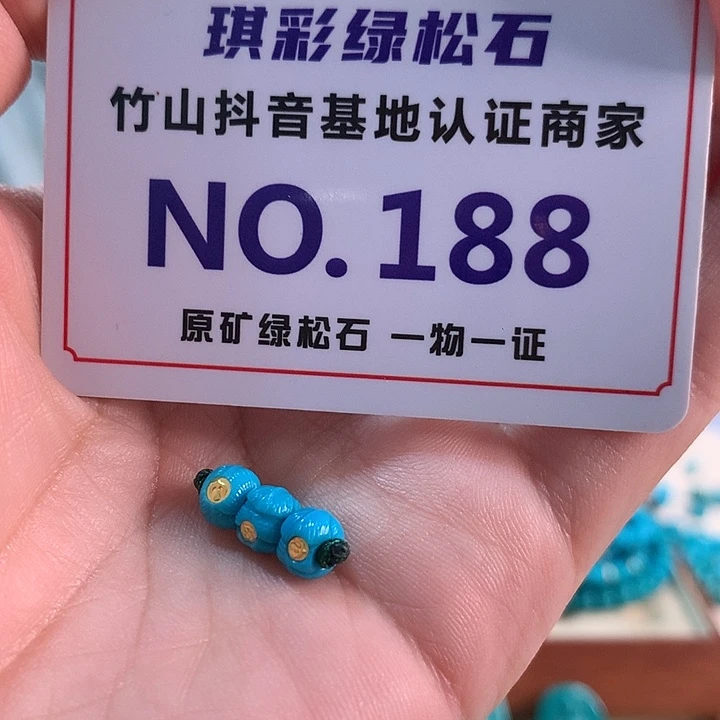 琪彩绿松石
竹山抖音基地认证商家
NO.188
原矿绿松石 一物一证